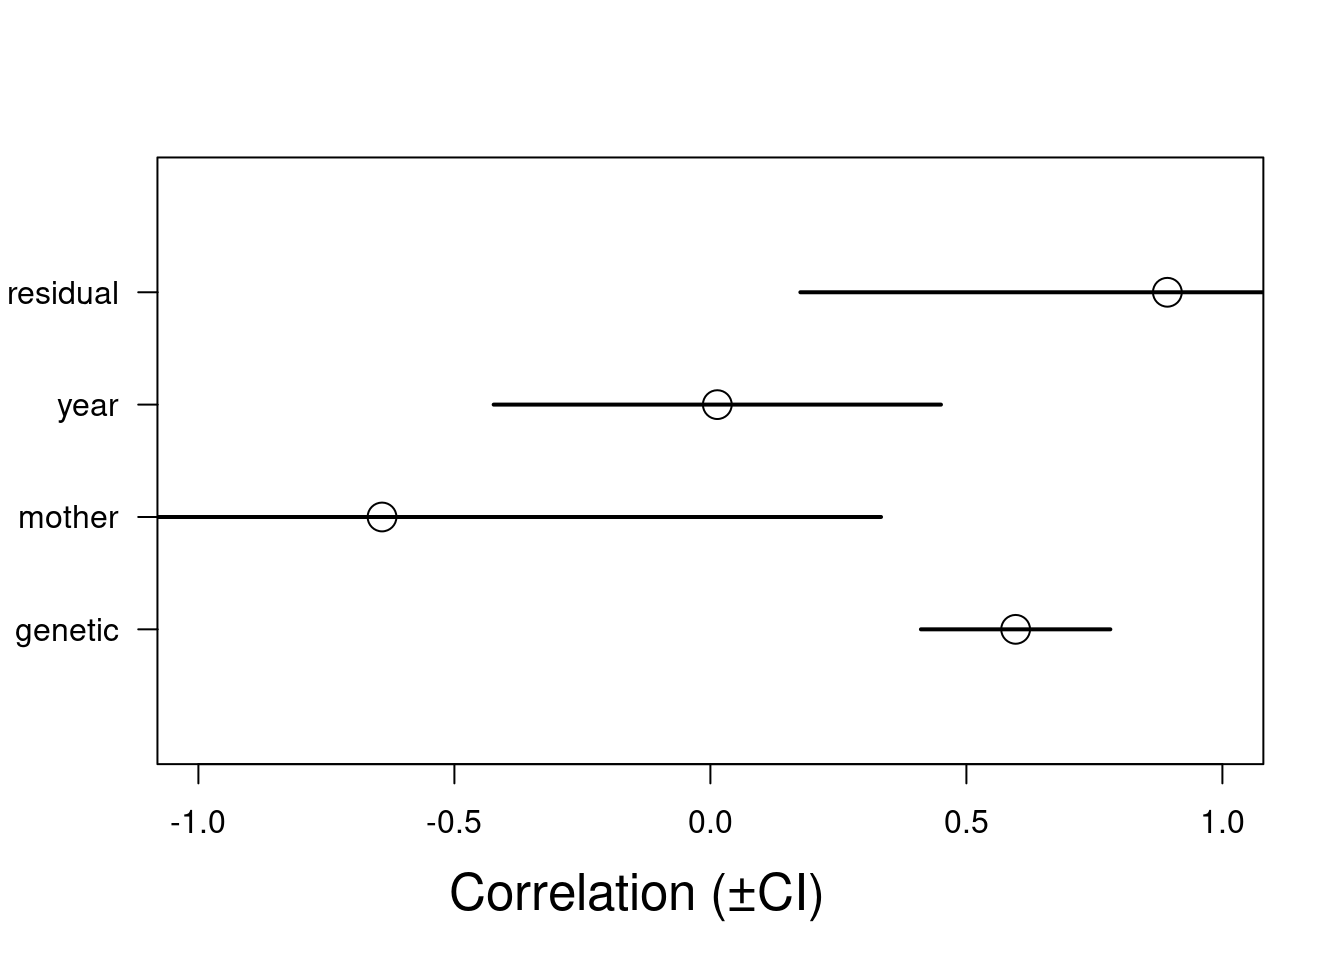 residual
year
mother
genetic
-1.0 -0.5 0.0 0.5 1.0
Correlation (±CI)